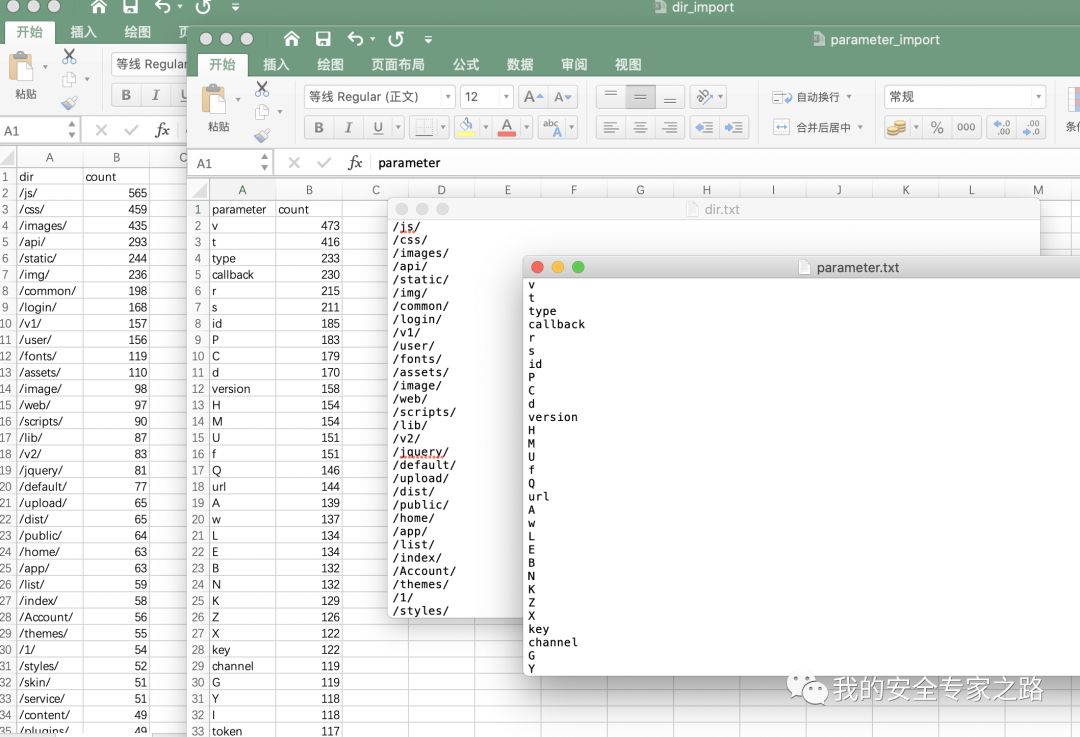 dir_import
开始 插入 绘图 页
parameter_import
开始 插入 绘图 页面布局 公式 数据 审阅 视图
粘贴 等线 Regular B I U
粘贴 等线 Regular (正文) 12 A A 自动换行 常规
B I U A abc 合并后居中 % 000 .00 .0
A1 fx
A1 fx parameter
A B C
dir count
1
2 /js/ 565
3 /css/ 459
4 /images/ 435
5 /api/ 293
6 /static/ 244
7 /img/ 236
8 /common/ 198
9 /login/ 168
10 /v1/ 157
11 /user/ 156
12 /fonts/ 119
13 /assets/ 110
14 /image/ 98
15 /web/ 97
16 /scripts/ 90
17 /lib/ 87
18 /v2/ 83
19 /jquery/ 81
20 /default/ 77
21 /upload/ 65
22 /dist/ 65
23 /public/ 64
24 /home/ 63
25 /app/ 63
26 /list/ 59
27 /index/ 58
28 /Account/ 56
29 /themes/ 55
30 /1/ 54
31 /styles/ 52
32 /skin/ 51
33 /service/ 51
34 /content/ 49
35 /plugins/ 49
A B C D E F G H I J K L M
1 parameter count
2 v 473
3 t 416
4 type 233
5 callback 230
6 r 215
7 s 211
8 id 185
9 P 183
10 C 179
11 d 170
12 version 158
13 H 154
14 M 154
15 U 151
16 f 151
17 Q 146
18 url 144
19 A 139
20 w 137
21 L 134
22 E 134
23 B 132
24 N 132
25 K 129
26 Z 126
27 X 122
28 key 122
29 channel 119
30 G 119
31 Y 118
32 I 118
33 token 117
dir.txt
/js/
/css/
/images/
/api/
/static/
/img/
/common/
/login/
/v1/
/user/
/fonts/
/assets/
/image/
/web/
/scripts/
/lib/
/v2/
/jquery/
/default/
/upload/
/dist/
/public/
/home/
/app/
/list/
/index/
/Account/
/themes/
/1/
/styles/
parameter.txt
v
t
type
callback
r
s
id
P
C
d
version
H
M
U
f
Q
url
A
w
L
E
B
N
K
Z
X
key
channel
G
Y
我的安全专家之路